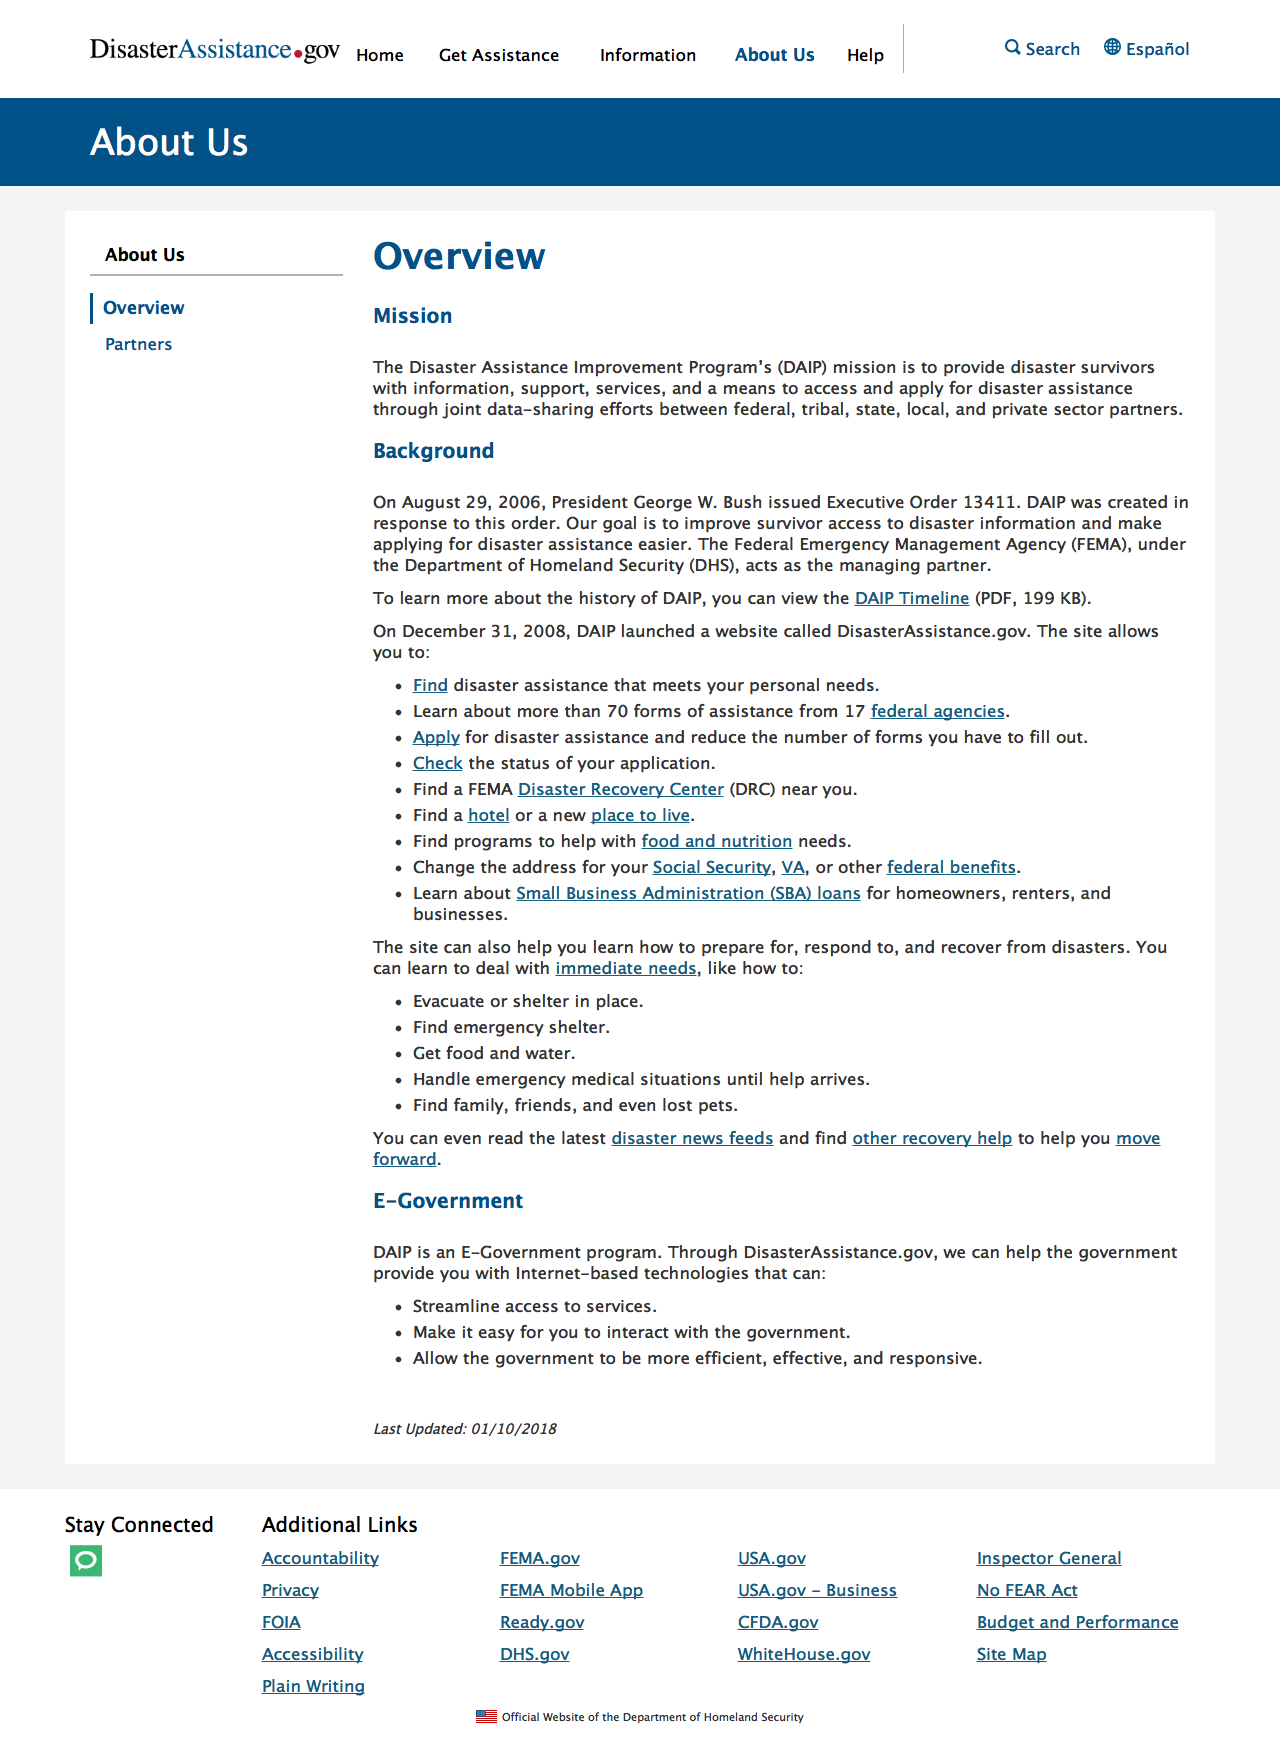 DisasterAssistance.gov
Home
Get Assistance
Information
About Us
Help
Search
Español
About Us
About Us
Overview
Partners
Overview
Mission
The Disaster Assistance Improvement Program’s (DAIP) mission is to provide disaster survivors
with information, support, services, and a means to access and apply for disaster assistance
through joint data-sharing efforts between federal, tribal, state, local, and private sector partners.
Background
On August 29, 2006, President George W. Bush issued Executive Order 13411. DAIP was created in
response to this order. Our goal is to improve survivor access to disaster information and make
applying for disaster assistance easier. The Federal Emergency Management Agency (FEMA), under
the Department of Homeland Security (DHS), acts as the managing partner.
To learn more about the history of DAIP, you can view the DAIP Timeline (PDF, 199 KB).
On December 31, 2008, DAIP launched a website called DisasterAssistance.gov. The site allows
you to:
• Find disaster assistance that meets your personal needs.
• Learn about more than 70 forms of assistance from 17 federal agencies.
• Apply for disaster assistance and reduce the number of forms you have to fill out.
• Check the status of your application.
• Find a FEMA Disaster Recovery Center (DRC) near you.
• Find a hotel or a new place to live.
• Find programs to help with food and nutrition needs.
• Change the address for your Social Security, VA, or other federal benefits.
• Learn about Small Business Administration (SBA) loans for homeowners, renters, and
businesses.
The site can also help you learn how to prepare for, respond to, and recover from disasters. You
can learn to deal with immediate needs, like how to:
• Evacuate or shelter in place.
• Find emergency shelter.
• Get food and water.
• Handle emergency medical situations until help arrives.
• Find family, friends, and even lost pets.
You can even read the latest disaster news feeds and find other recovery help to help you move
forward.
E-Government
DAIP is an E-Government program. Through DisasterAssistance.gov, we can help the government
provide you with Internet-based technologies that can:
• Streamline access to services.
• Make it easy for you to interact with the government.
• Allow the government to be more efficient, effective, and responsive.
Last Updated: 01/10/2018
Stay Connected
Additional Links
Accountability
Privacy
FOIA
Accessibility
Plain Writing
FEMA.gov
FEMA Mobile App
Ready.gov
DHS.gov
USA.gov
USA.gov - Business
CFDA.gov
WhiteHouse.gov
Inspector General
No FEAR Act
Budget and Performance
Site Map
Official Website of the Department of Homeland Security